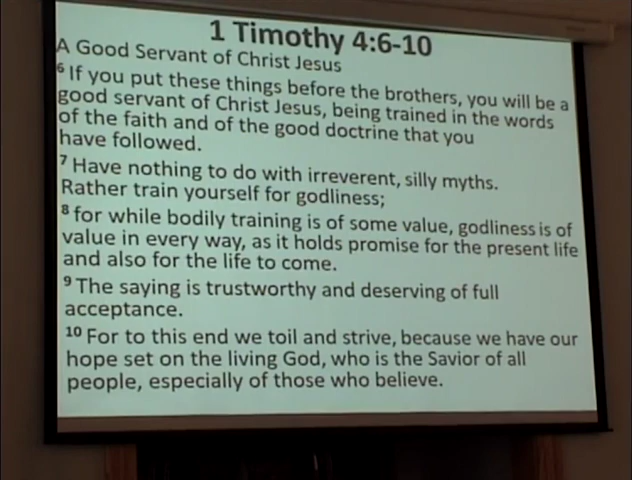 1 Timothy 4:6-10
A Good Servant of Christ Jesus
6 If you put these things before the brothers, you will be a
good servant of Christ Jesus, being trained in the words
of the faith and of the good doctrine that you
have followed.
7 Have nothing to do with irreverent, silly myths.
Rather train yourself for godliness;
8 for while bodily training is of some value, godliness is of
value in every way, as it holds promise for the present life
and also for the life to come.
9 The saying is trustworthy and deserving of full
acceptance.
10 For to this end we toil and strive, because we have our
hope set on the living God, who is the Savior of all
people, especially of those who believe.